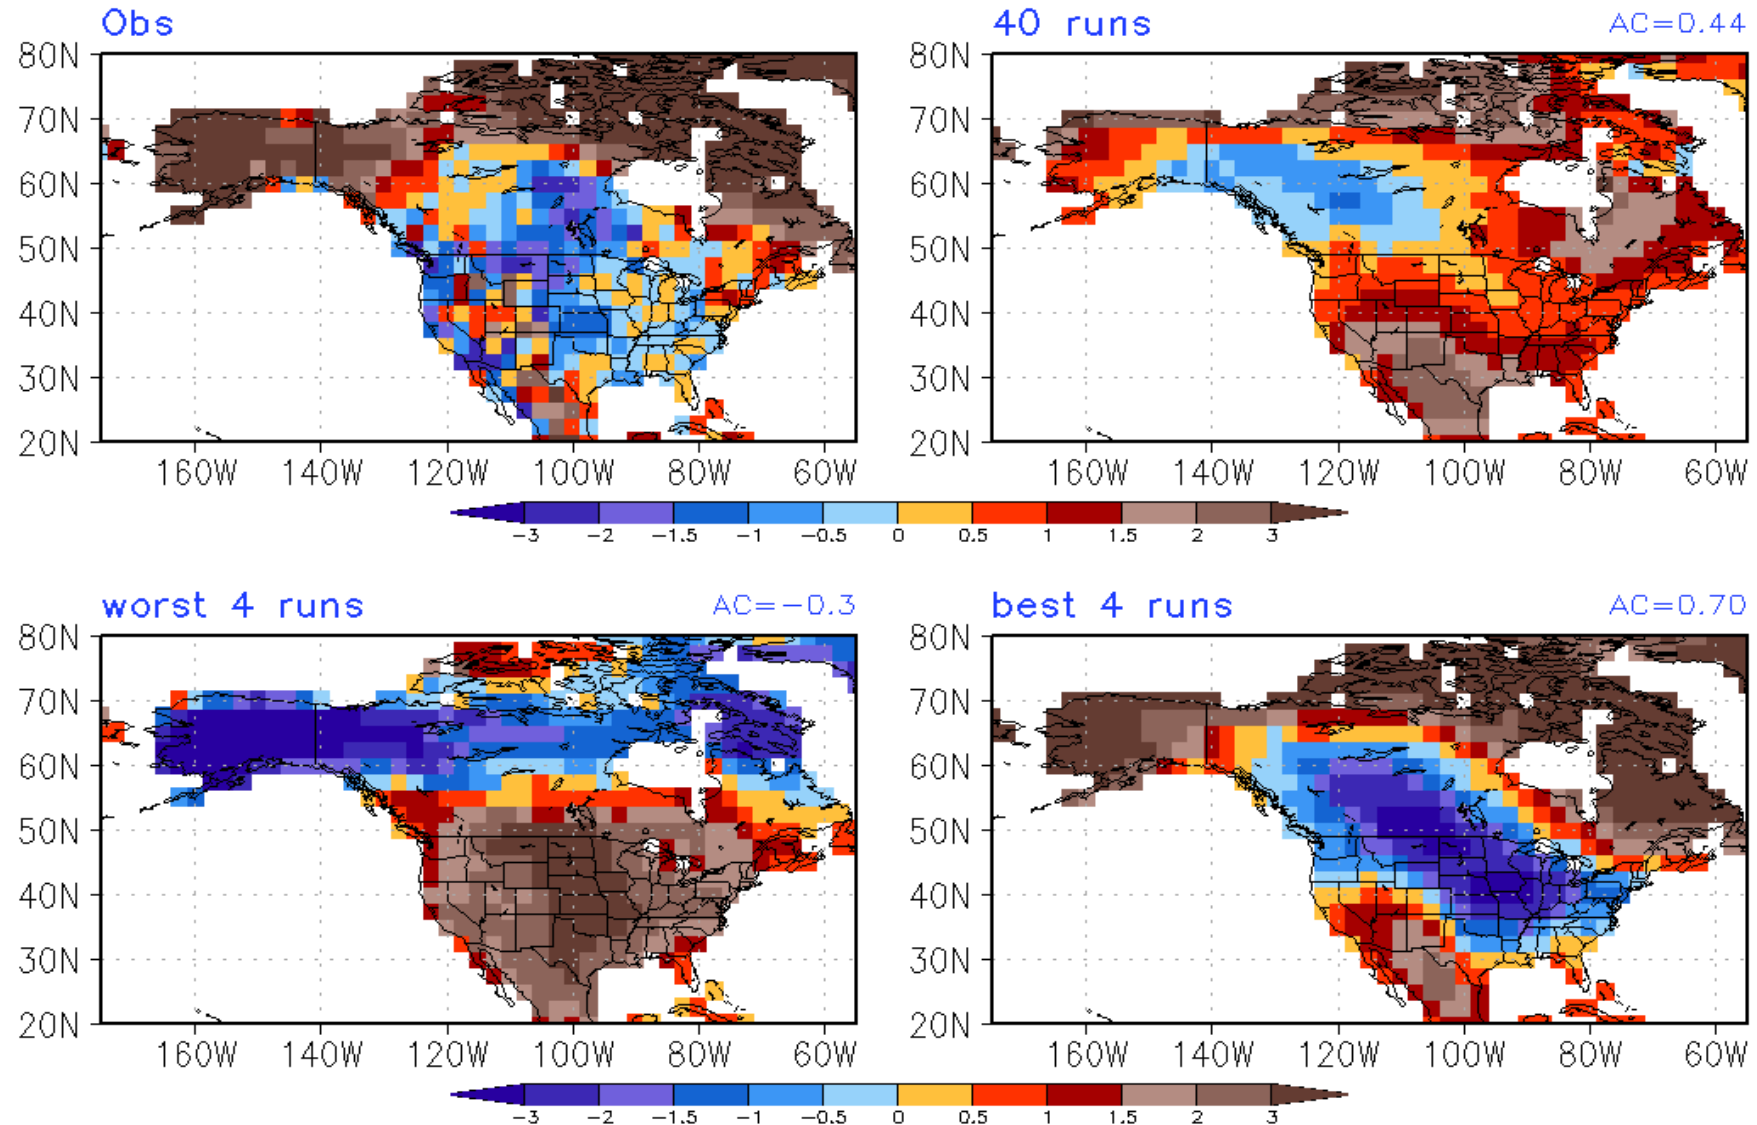 Obs
40 runs AC=0.44
80N 80N
70N 70N
60N 60N
50N 50N
40N 40N
30N 30N
20N 20N
160W 140W 120W 100W 80W 60W 160W 140W 120W 100W 80W 60W
-3 -2 -1.5 -1 -0.5 0 0.5 1 1.5 2 3
worst 4 runs AC=-0.3
best 4 runs AC=0.70
80N 80N
70N 70N
60N 60N
50N 50N
40N 40N
30N 30N
20N 20N
160W 140W 120W 100W 80W 60W 160W 140W 120W 100W 80W 60W
-3 -2 -1.5 -1 -0.5 0 0.5 1 1.5 2 3